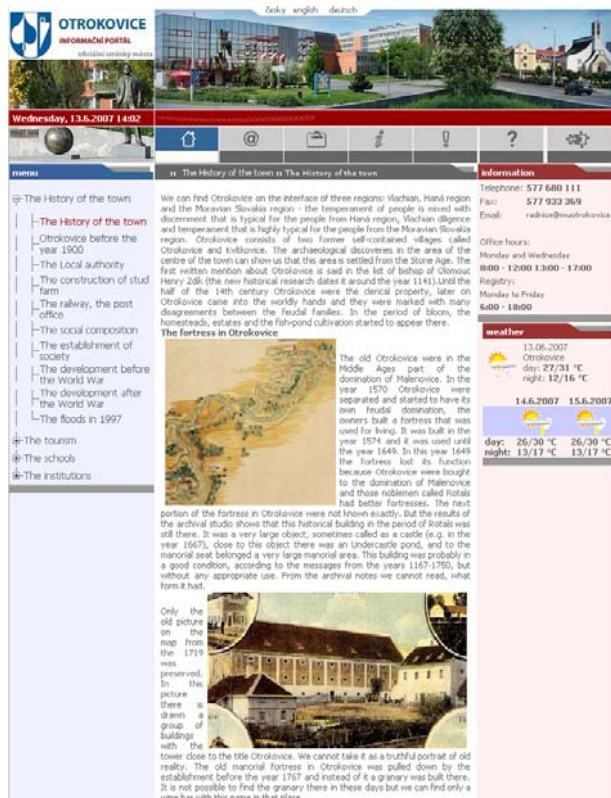 česky english deutsch
OTROKOVICE
INFORMAČNÍ PORTÁL
oficiální stránky města
Wednesday, 13.6.2007 14:02
menu
The History of the town
The History of the town
Otrokovice before the
year 1900
The Local authority
The construction of stud
farm
The railway, the post
office
The social composition
The establishment of
society
The development before
the World War
The development after
the World War
The floods in 1997
The tourism
The schools
The institutions
The History of the town :: The History of the town
We can find Otrokovice on the interface of three regions: Vlachian, Haná region
and the Moravian Slovakia region - the temperament of people is mixed with
discernment that is typical for the people from Haná region, Vlachian diligence
and temperament that is highly typical for the people from the Moravian Slovakia
region. Otrokovice consists of two former self-contained villages called
Otrokovice and Kvítkovice. The archaeological discoveries in the area of the
centre of the town can show us that this area is settled from the Stone Age. The
first written mention about Otrokovice is said in the list of bishop of Olomouc
Henry Zdík (the new historical research dates it around the year 1141).Until the
half of the 14th century Otrokovice were the clerical property, later on
Otrokovice came into the worldly hands and they were marked with many
disagreements between the feudal families. In the period of bloom, the
homesteads, estates and the fish-pond cultivation started to appear there.
The fortress in Otrokovice
The old Otrokovice were in the
Middle Ages part of the
domination of Malenovice. In the
year 1570 Otrokovice were
separated and started to have its
own feudal domination, the
owners built a fortress that was
used for living. It was built in the
year 1574 and it was used until
the year 1649. In this year 1649
the fortress lost its function
because Otrokovice were bought
to the domination of Malenovice
and those noblemen called Rotals
had better fortresses. The next
portion of the fortress in Otrokovice were not known exactly. But the results of
the archival studio shows that this historical building in the period of Rotals was
still there. It was a very large object, sometimes called as a castle (e.g. in the
year 1667), close to this object there was an Undercastle pond, and to the
manorial seat belonged a very large manorial area. This building was probably in
a good condition, according to the messages from the years 1167-1750, but
without any appropriate use. From the archival notes we cannot read, what
form it had.
Only the
old picture
on the
map from
the 1719
was
preserved.
In this
picture
there is
drawn a
group of
buildings
with the
tower close to the title Otrokovice. We cannot take it as a truthful portrait of old
reality. The old manorial fortress in Otrokovice was pulled down by the
establishment before the year 1767 and instead of it a granary was built there.
It is not possible to find the granary there in these days but we can find only a
wine bar with this name in that place.
information
Telephone: 577 680 111
Fax: 577 933 369
Email: radnice@muotrokovice
Office hours:
Monday and Wednesday
8:00 - 12:00 13:00 - 17:00
Registry:
Monday to Friday
6:00 - 18:00
weather
13.06.2007
Otrokovice
day: 27/31 °C
night: 12/16 °C
14.6.2007 15.6.2007
day: 26/30 °C 26/30 °C
night: 13/17 °C 13/17 °C